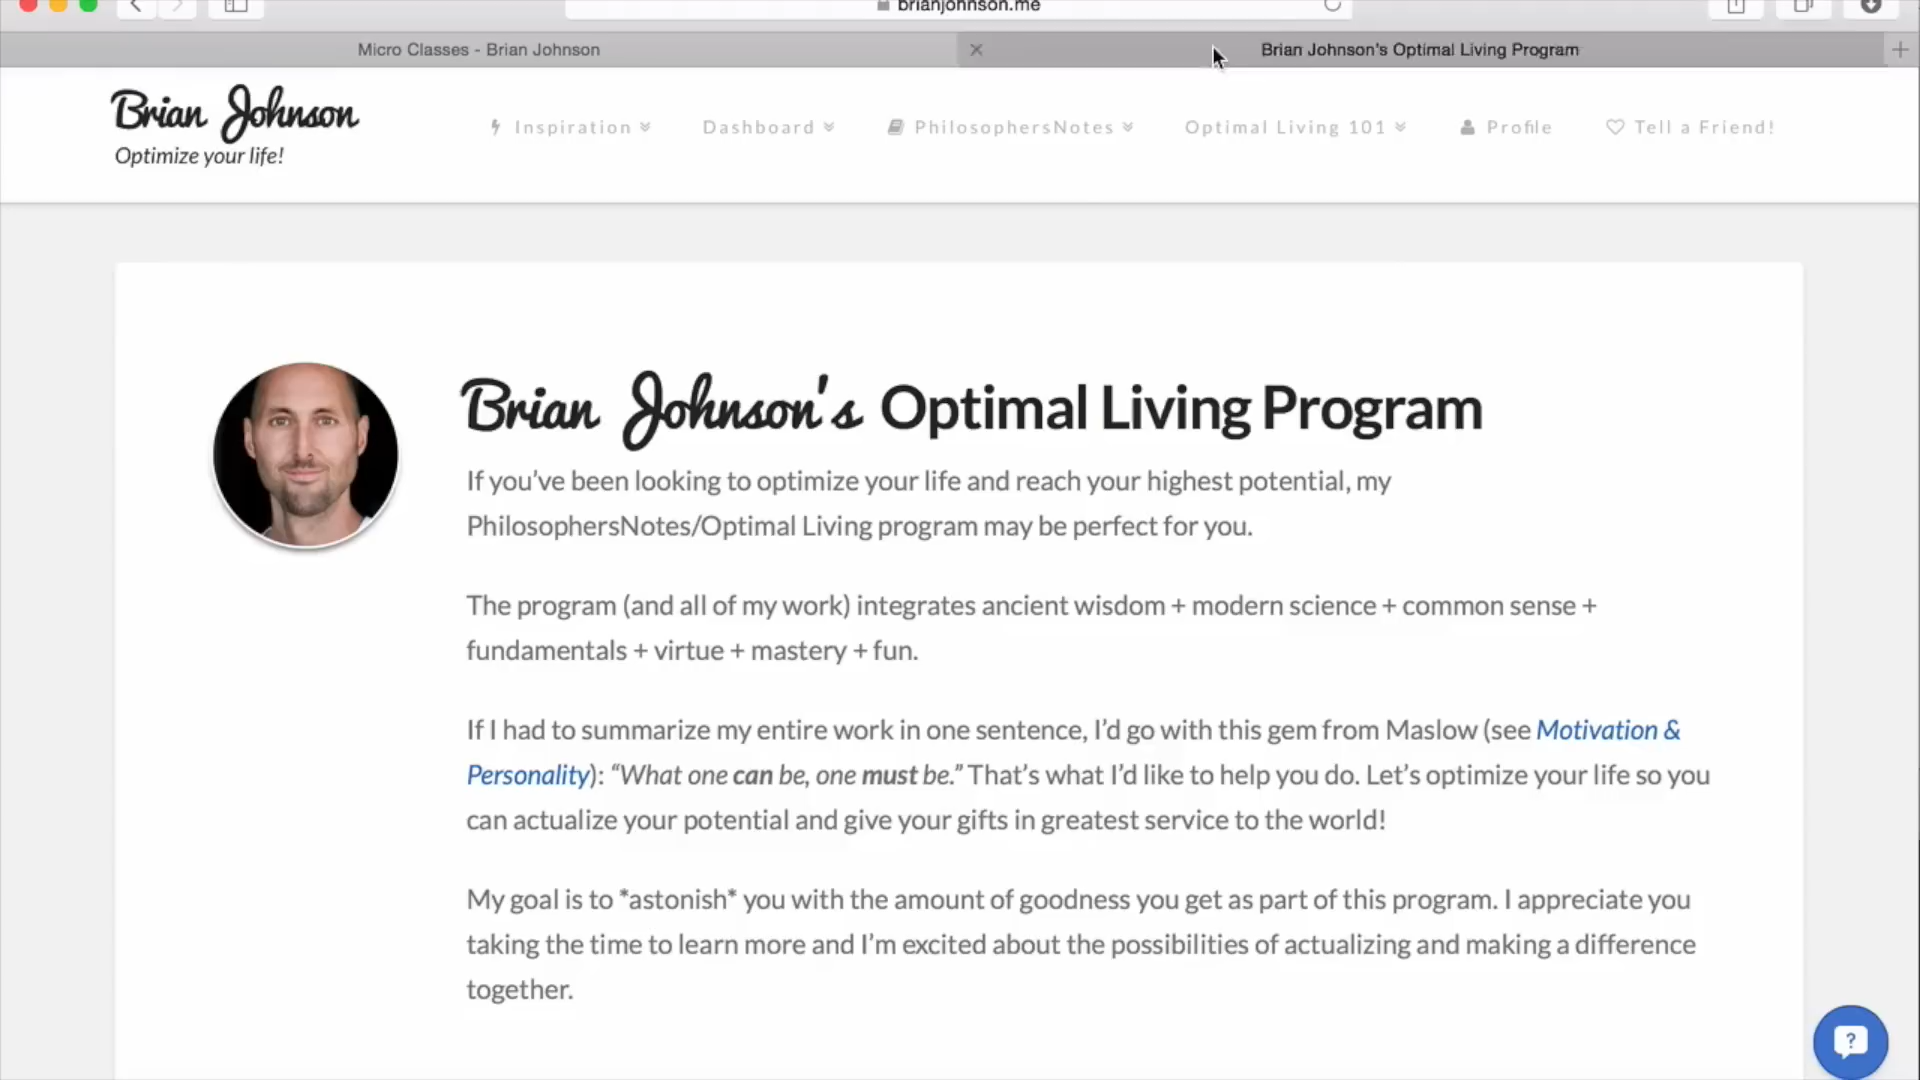 brianjohnson.me
Micro Classes - Brian Johnson
Brian Johnson's Optimal Living Program
Brian Johnson
Optimize your life!
Inspiration
Dashboard
PhilosophersNotes
Optimal Living 101
Profile
Tell a Friend!
Brian Johnson's Optimal Living Program
If you’ve been looking to optimize your life and reach your highest potential, my
PhilosophersNotes/Optimal Living program may be perfect for you.
The program (and all of my work) integrates ancient wisdom + modern science + common sense +
fundamentals + virtue + mastery + fun.
If I had to summarize my entire work in one sentence, I’d go with this gem from Maslow (see Motivation &
Personality): “What one can be, one must be.” That’s what I’d like to help you do. Let’s optimize your life so you
can actualize your potential and give your gifts in greatest service to the world!
My goal is to *astonish* you with the amount of goodness you get as part of this program. I appreciate you
taking the time to learn more and I’m excited about the possibilities of actualizing and making a difference
together.
?